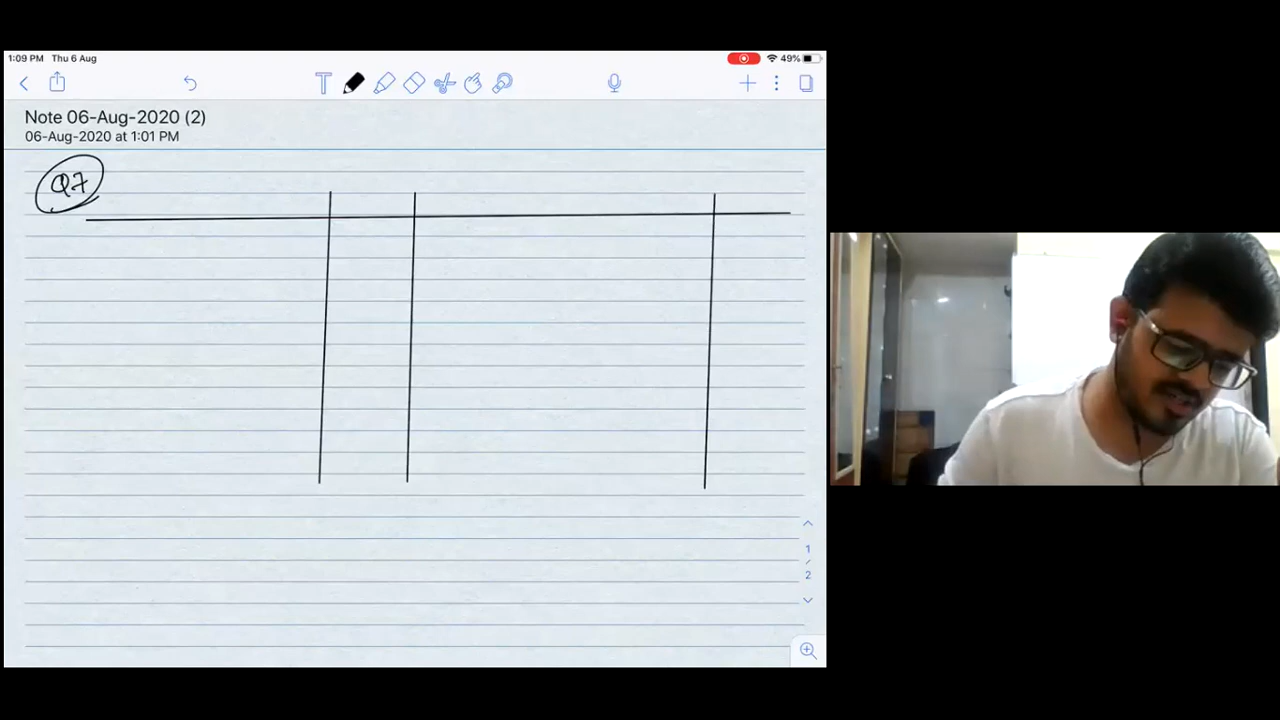 1:09 PM Thu 6 Aug
49%
T
Note 06-Aug-2020 (2)
06-Aug-2020 at 1:01 PM
Q7
1
/
2